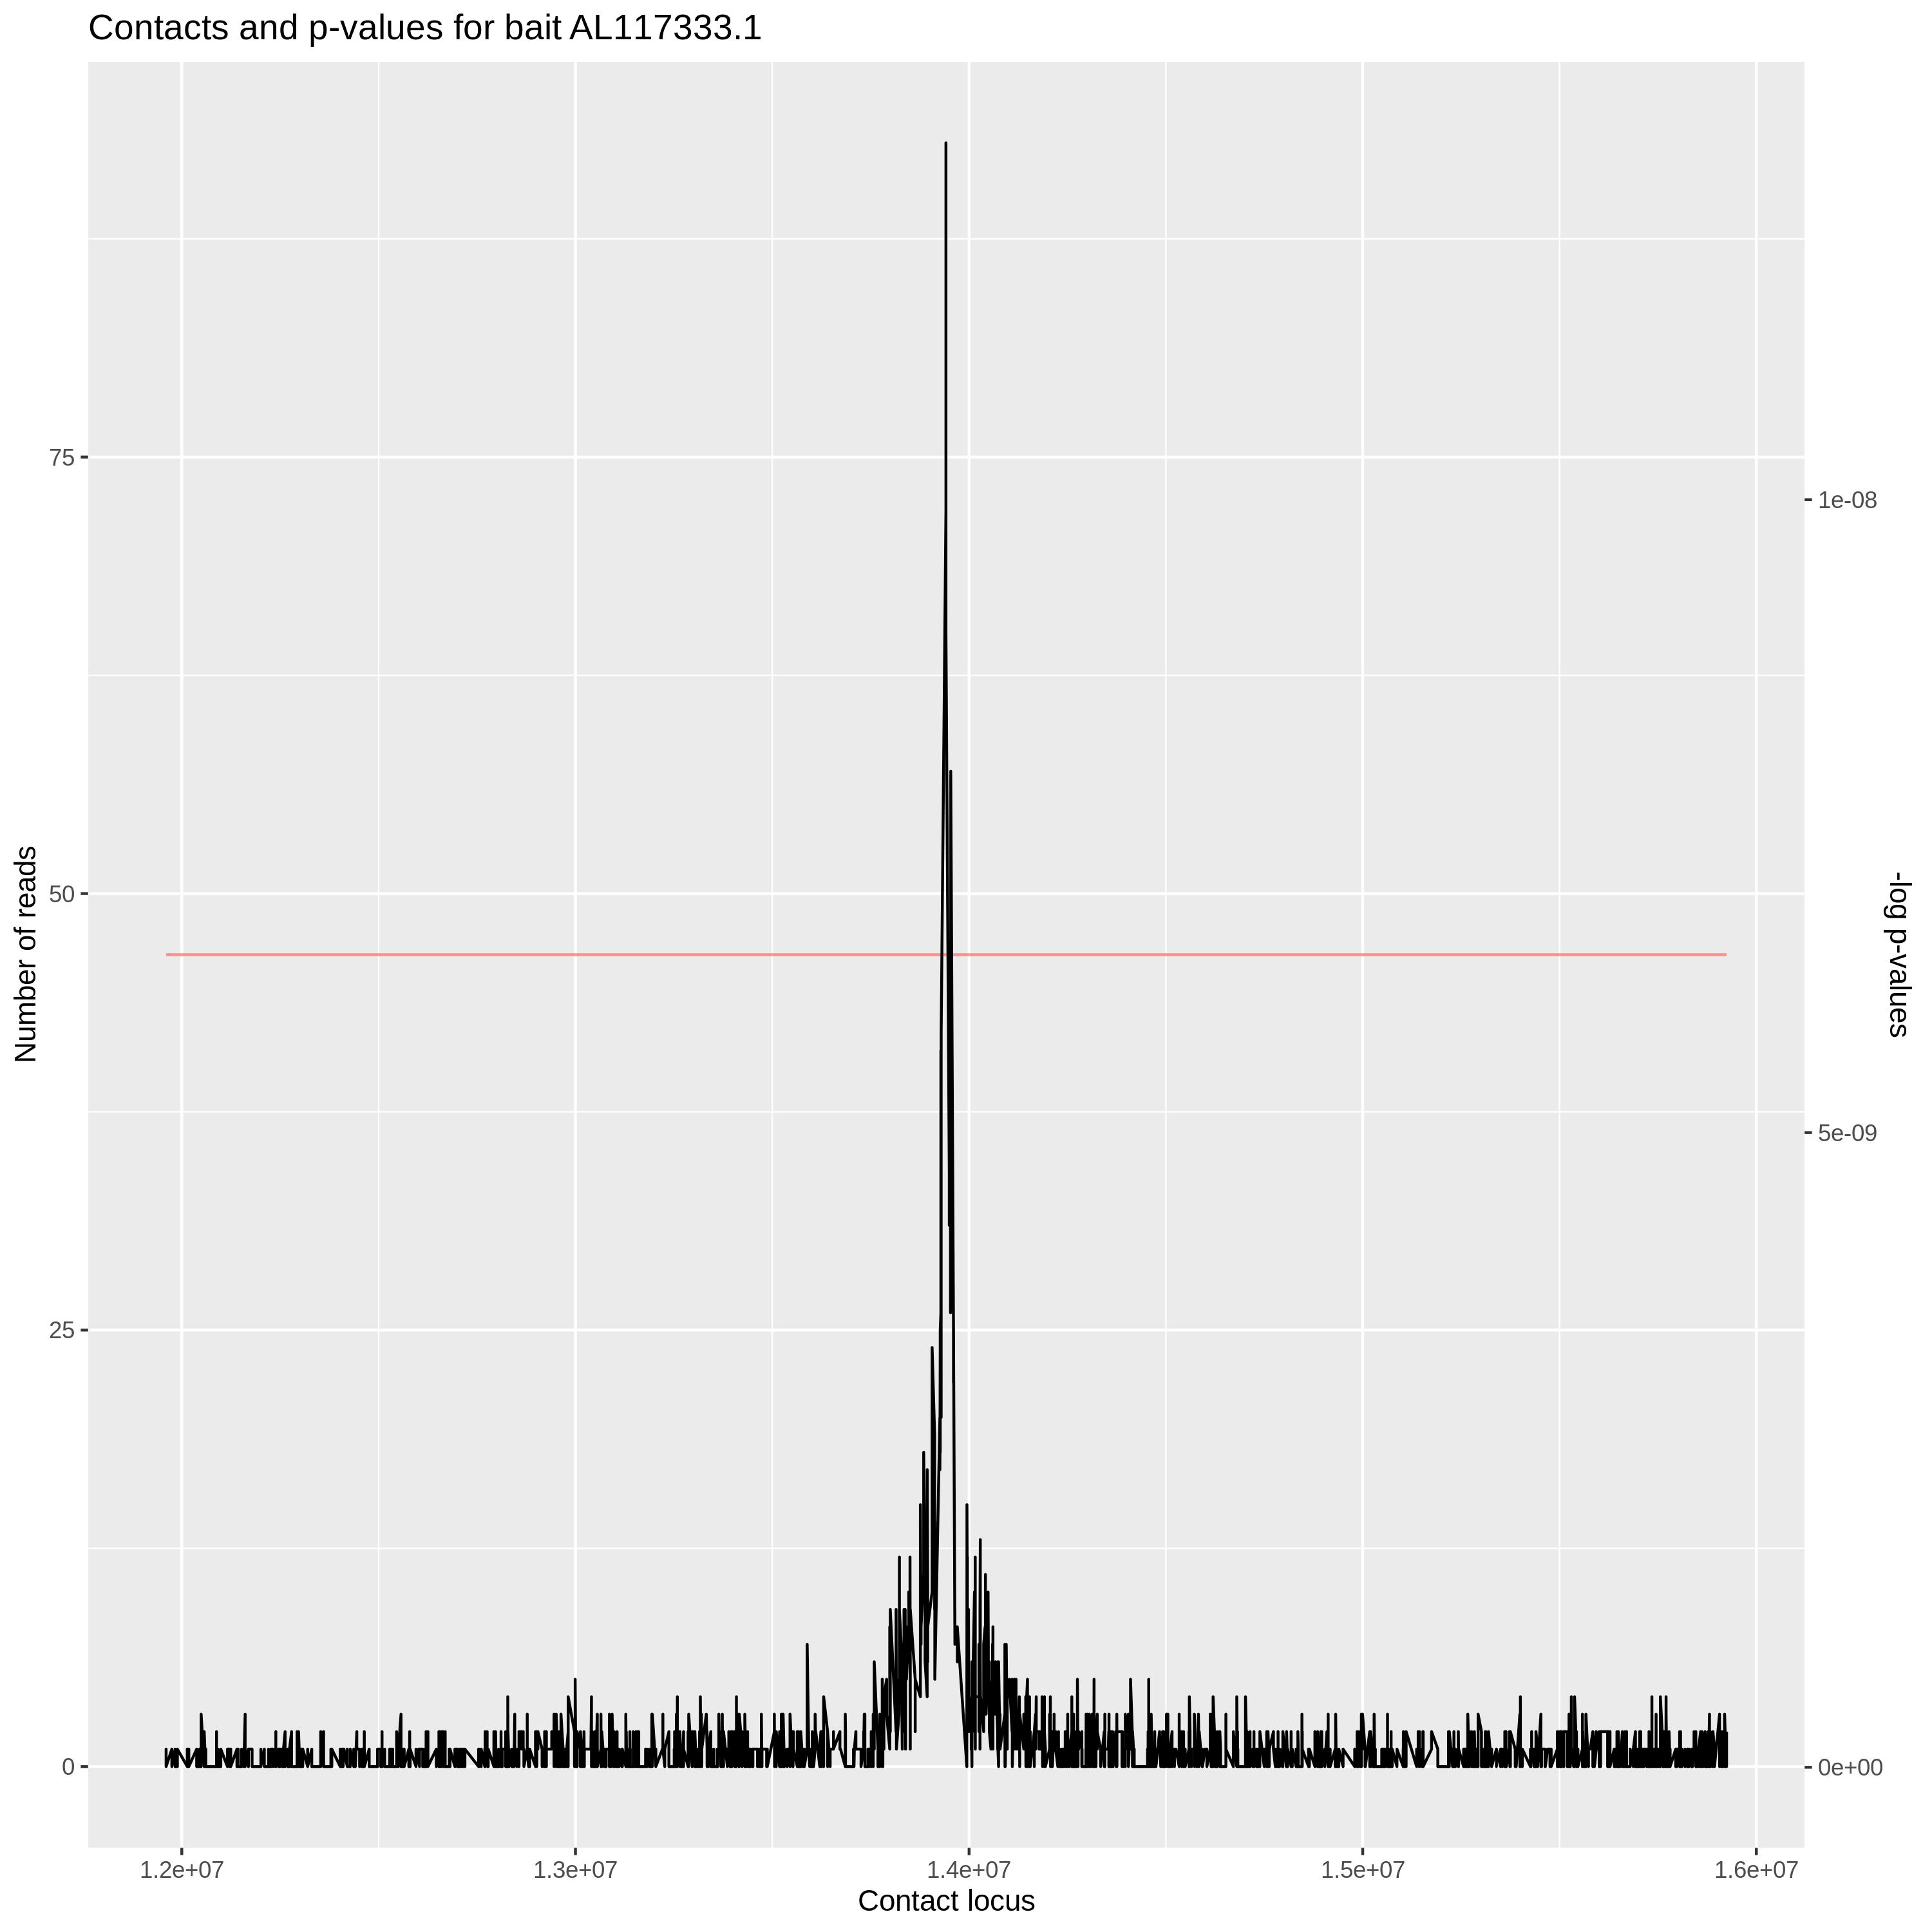 Contacts and p-values for bait AL117333.1
75
50
25
0
Number of reads
1e-08
5e-09
0e+00
-log p-values
1.2e+07
1.3e+07
1.4e+07
1.5e+07
1.6e+07
Contact locus